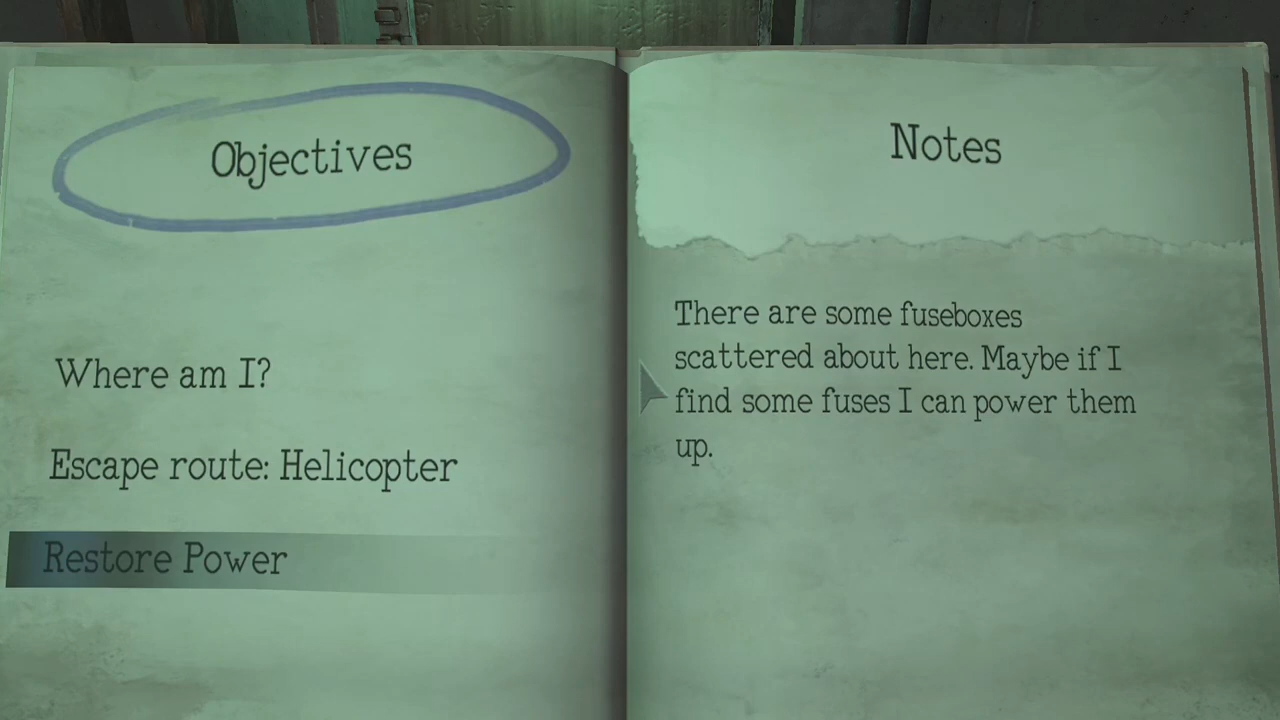 Objectives
Where am I?
Escape route: Helicopter
Restore Power
Notes
There are some fuseboxes
scattered about here. Maybe if I
find some fuses I can power them
up.